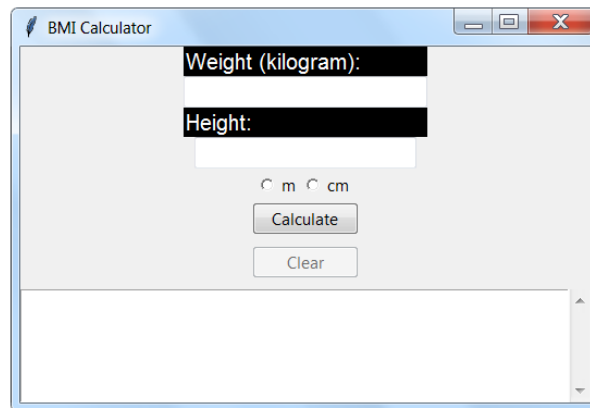 BMI Calculator
Weight (kilogram):
Height:
m cm
Calculate
Clear